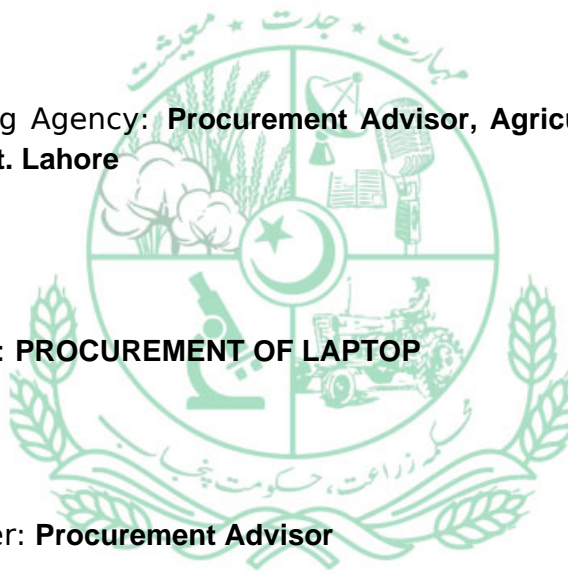 مہارت ٭ جدت ٭ معیشت
g Agency: Procurement Advisor, Agricu
t. Lahore
: PROCUREMENT OF LAPTOP
محکمہ زراعت، حکومت پنجاب
er: Procurement Advisor